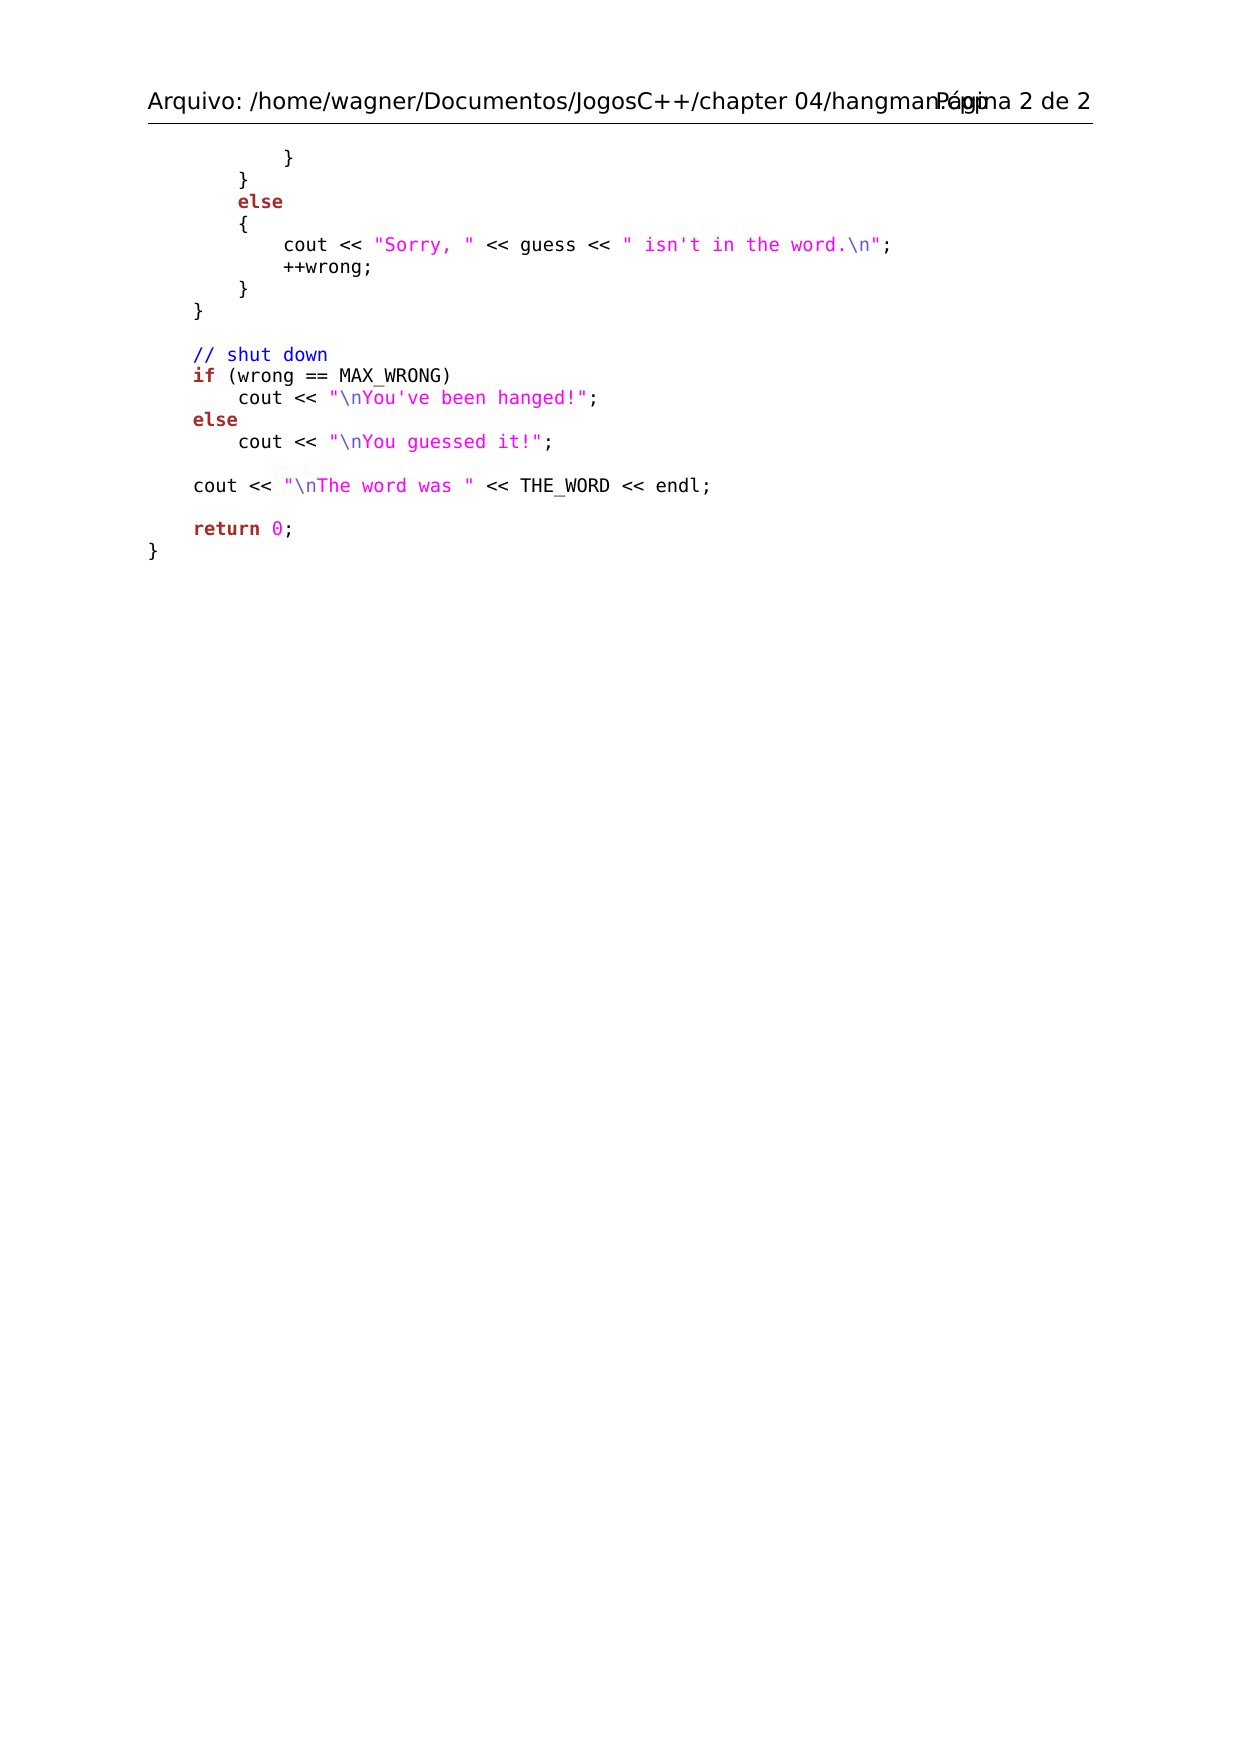 Arquivo: /home/wagner/Documentos/JogosC++/chapter 04/hangman.cpp Página 2 de 2
            }
        }
        else
        {
            cout << "Sorry, " << guess << " isn't in the word.\n";
            ++wrong;
        }
    }

    // shut down
    if (wrong == MAX_WRONG)
        cout << "\nYou've been hanged!";
    else
        cout << "\nYou guessed it!";

    cout << "\nThe word was " << THE_WORD << endl;

    return 0;
}